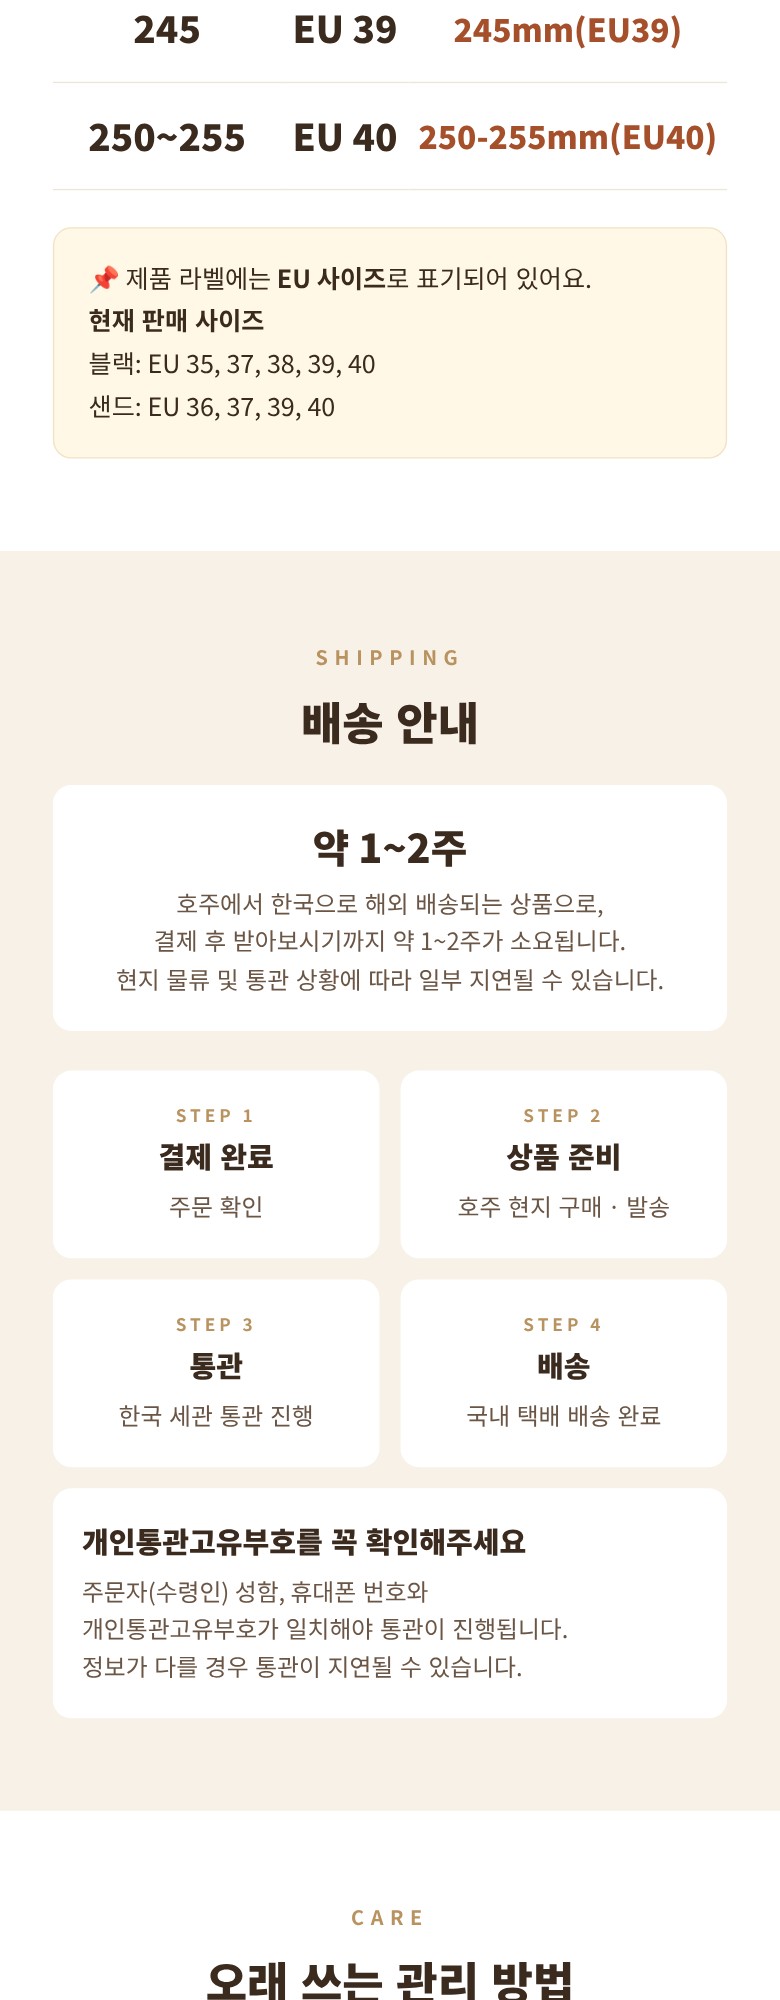 245 EU 39 245mm(EU39)
250~255 EU 40 250-255mm(EU40)
📌 제품 라벨에는 EU 사이즈로 표기되어 있어요.
현재 판매 사이즈
블랙: EU 35, 37, 38, 39, 40
샌드: EU 36, 37, 39, 40
SHIPPING
배송 안내
약 1~2주
호주에서 한국으로 해외 배송되는 상품으로,
결제 후 받아보시기까지 약 1~2주가 소요됩니다.
현지 물류 및 통관 상황에 따라 일부 지연될 수 있습니다.
STEP 1
결제 완료
주문 확인
STEP 2
상품 준비
호주 현지 구매 · 발송
STEP 3
통관
한국 세관 통관 진행
STEP 4
배송
국내 택배 배송 완료
개인통관고유부호를 꼭 확인해주세요
주문자(수령인) 성함, 휴대폰 번호와
개인통관고유부호가 일치해야 통관이 진행됩니다.
정보가 다를 경우 통관이 지연될 수 있습니다.
CARE
오래 쓰는 관리 방법